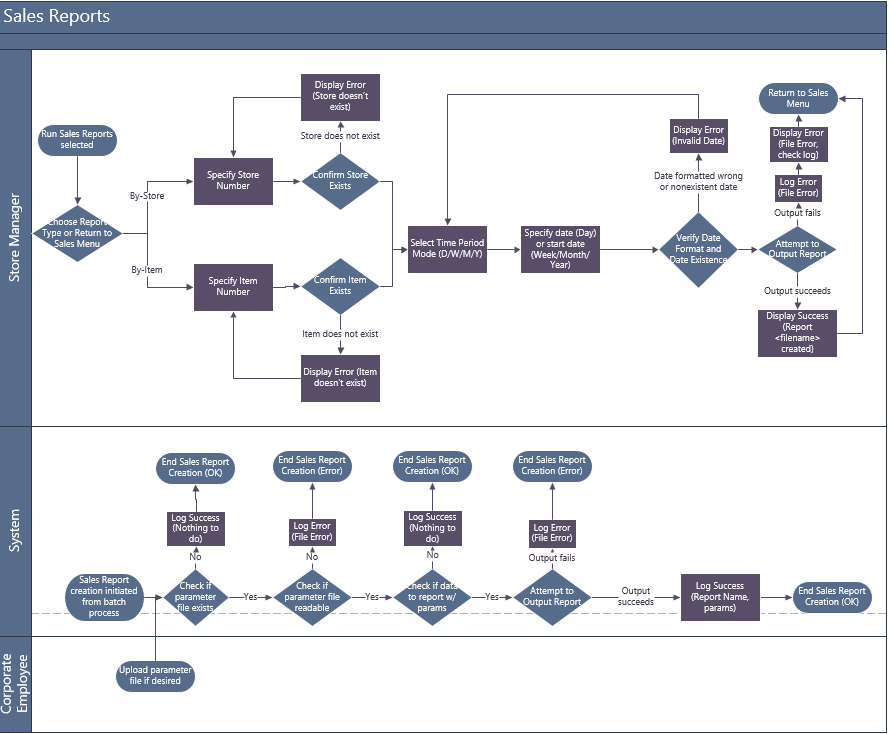 Sales Reports
Store Manager
Run Sales Reports
selected
Choose Report
Type or Return to
Sales Menu
By-Store
By-Item
Specify Store
Number
Display Error
(Store doesn't
exist)
Store does not exist
Confirm Store
Exists
Specify Item
Number
Confirm Item
Exists
Item does not exist
Display Error (Item
doesn't exist)
Select Time Period
Mode (D/W/M/Y)
Specify date (Day)
or start date
(Week/Month/
Year)
Display Error
(Invalid Date)
Date formatted wrong
or nonexistent date
Verify Date
Format and
Date Existence
Return to Sales
Menu
Display Error
(File Error,
check log)
Log Error
(File Error)
Output fails
Attempt to
Output Report
Output succeeds
Display Success
(Report
<filename>
created)
System
Sales Report
creation initiated
from batch
process
End Sales Report
Creation (OK)
Log Success
(Nothing to
do)
No
Check if
parameter
file exists
Yes
End Sales Report
Creation (Error)
Log Error
(File Error)
No
Check if
parameter file
readable
Yes
End Sales Report
Creation (OK)
Log Success
(Nothing to
do)
No
Check if data
to report w/
params
Yes
End Sales Report
Creation (Error)
Log Error
(File Error)
Output fails
Attempt to
Output Report
Output
succeeds
Log Success
(Report Name,
params)
End Sales Report
Creation (OK)
Corporate
Employee
Upload parameter
file if desired